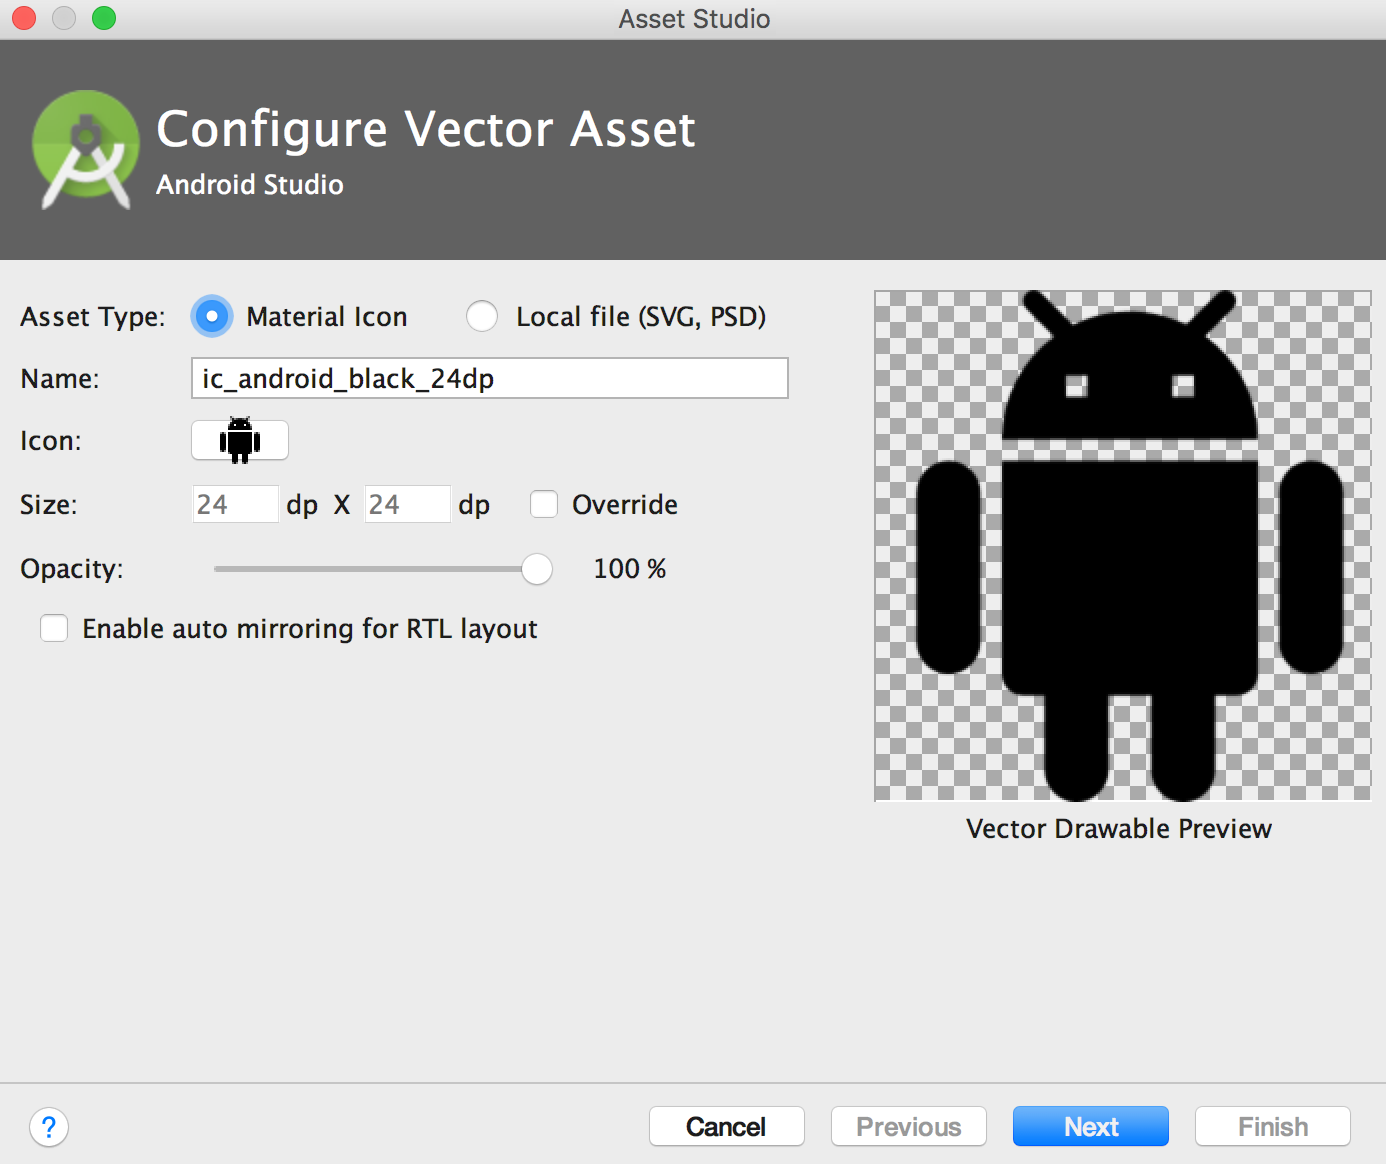 Asset Studio
Configure Vector Asset
Android Studio
Asset Type: Material Icon Local file (SVG, PSD)
Name: ic_android_black_24dp
Icon:
Size: 24 dp X 24 dp Override
Opacity: 100 %
Enable auto mirroring for RTL layout
Vector Drawable Preview
? Cancel Previous Next Finish